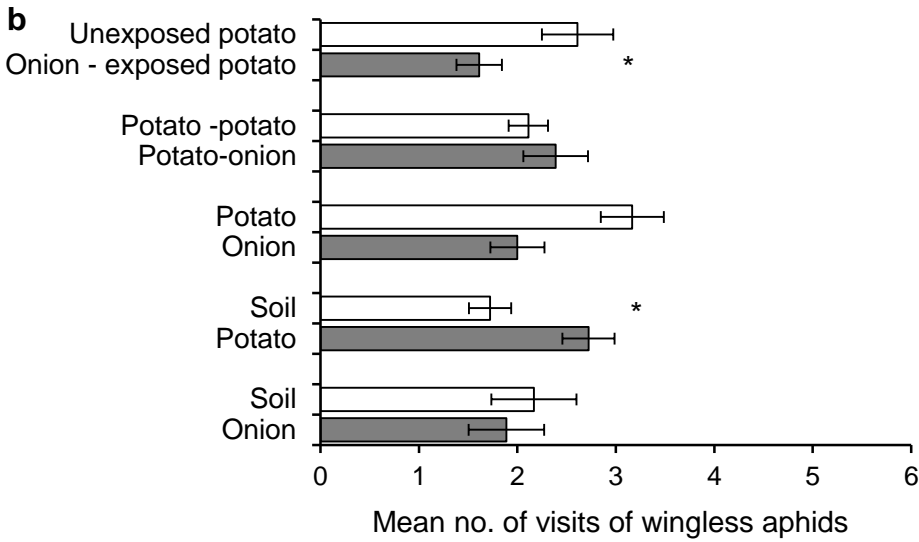 b
Unexposed potato
Onion - exposed potato
*
Potato -potato
Potato-onion
Potato
Onion
Soil
*
Potato
Soil
Onion
0 1 2 3 4 5 6
Mean no. of visits of wingless aphids